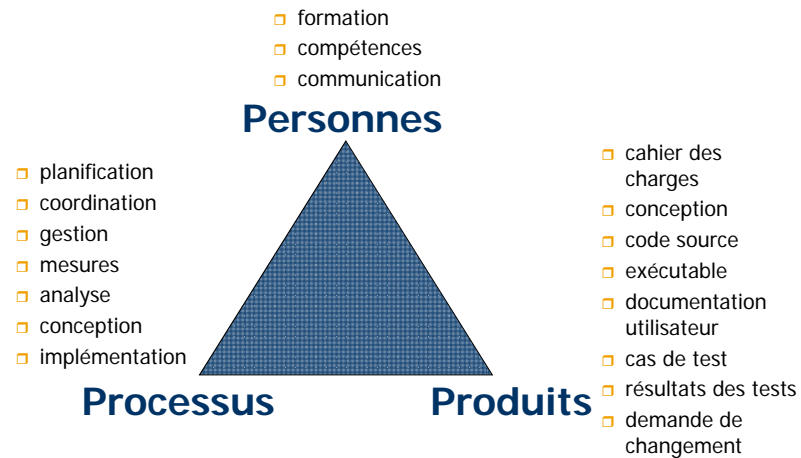 formation
compétences
communication
Personnes
planification
coordination
gestion
mesures
analyse
conception
implémentation
Processus
cahier des
charges
conception
code source
exécutable
documentation
utilisateur
cas de test
résultats des tests
demande de
changement
Produits